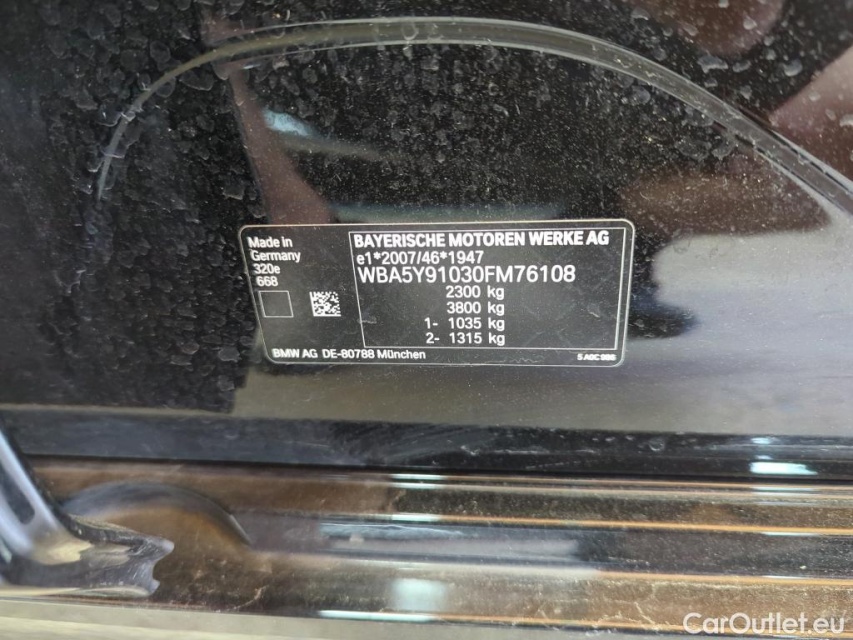 Made in
Germany
320e
668
BAYERISCHE MOTOREN WERKE AG
e1*2007/46*1947
WBA5Y91030FM76108
2300 kg
3800 kg
1- 1035 kg
2- 1315 kg
BMW AG DE-80788 München
CarOutlet.eu